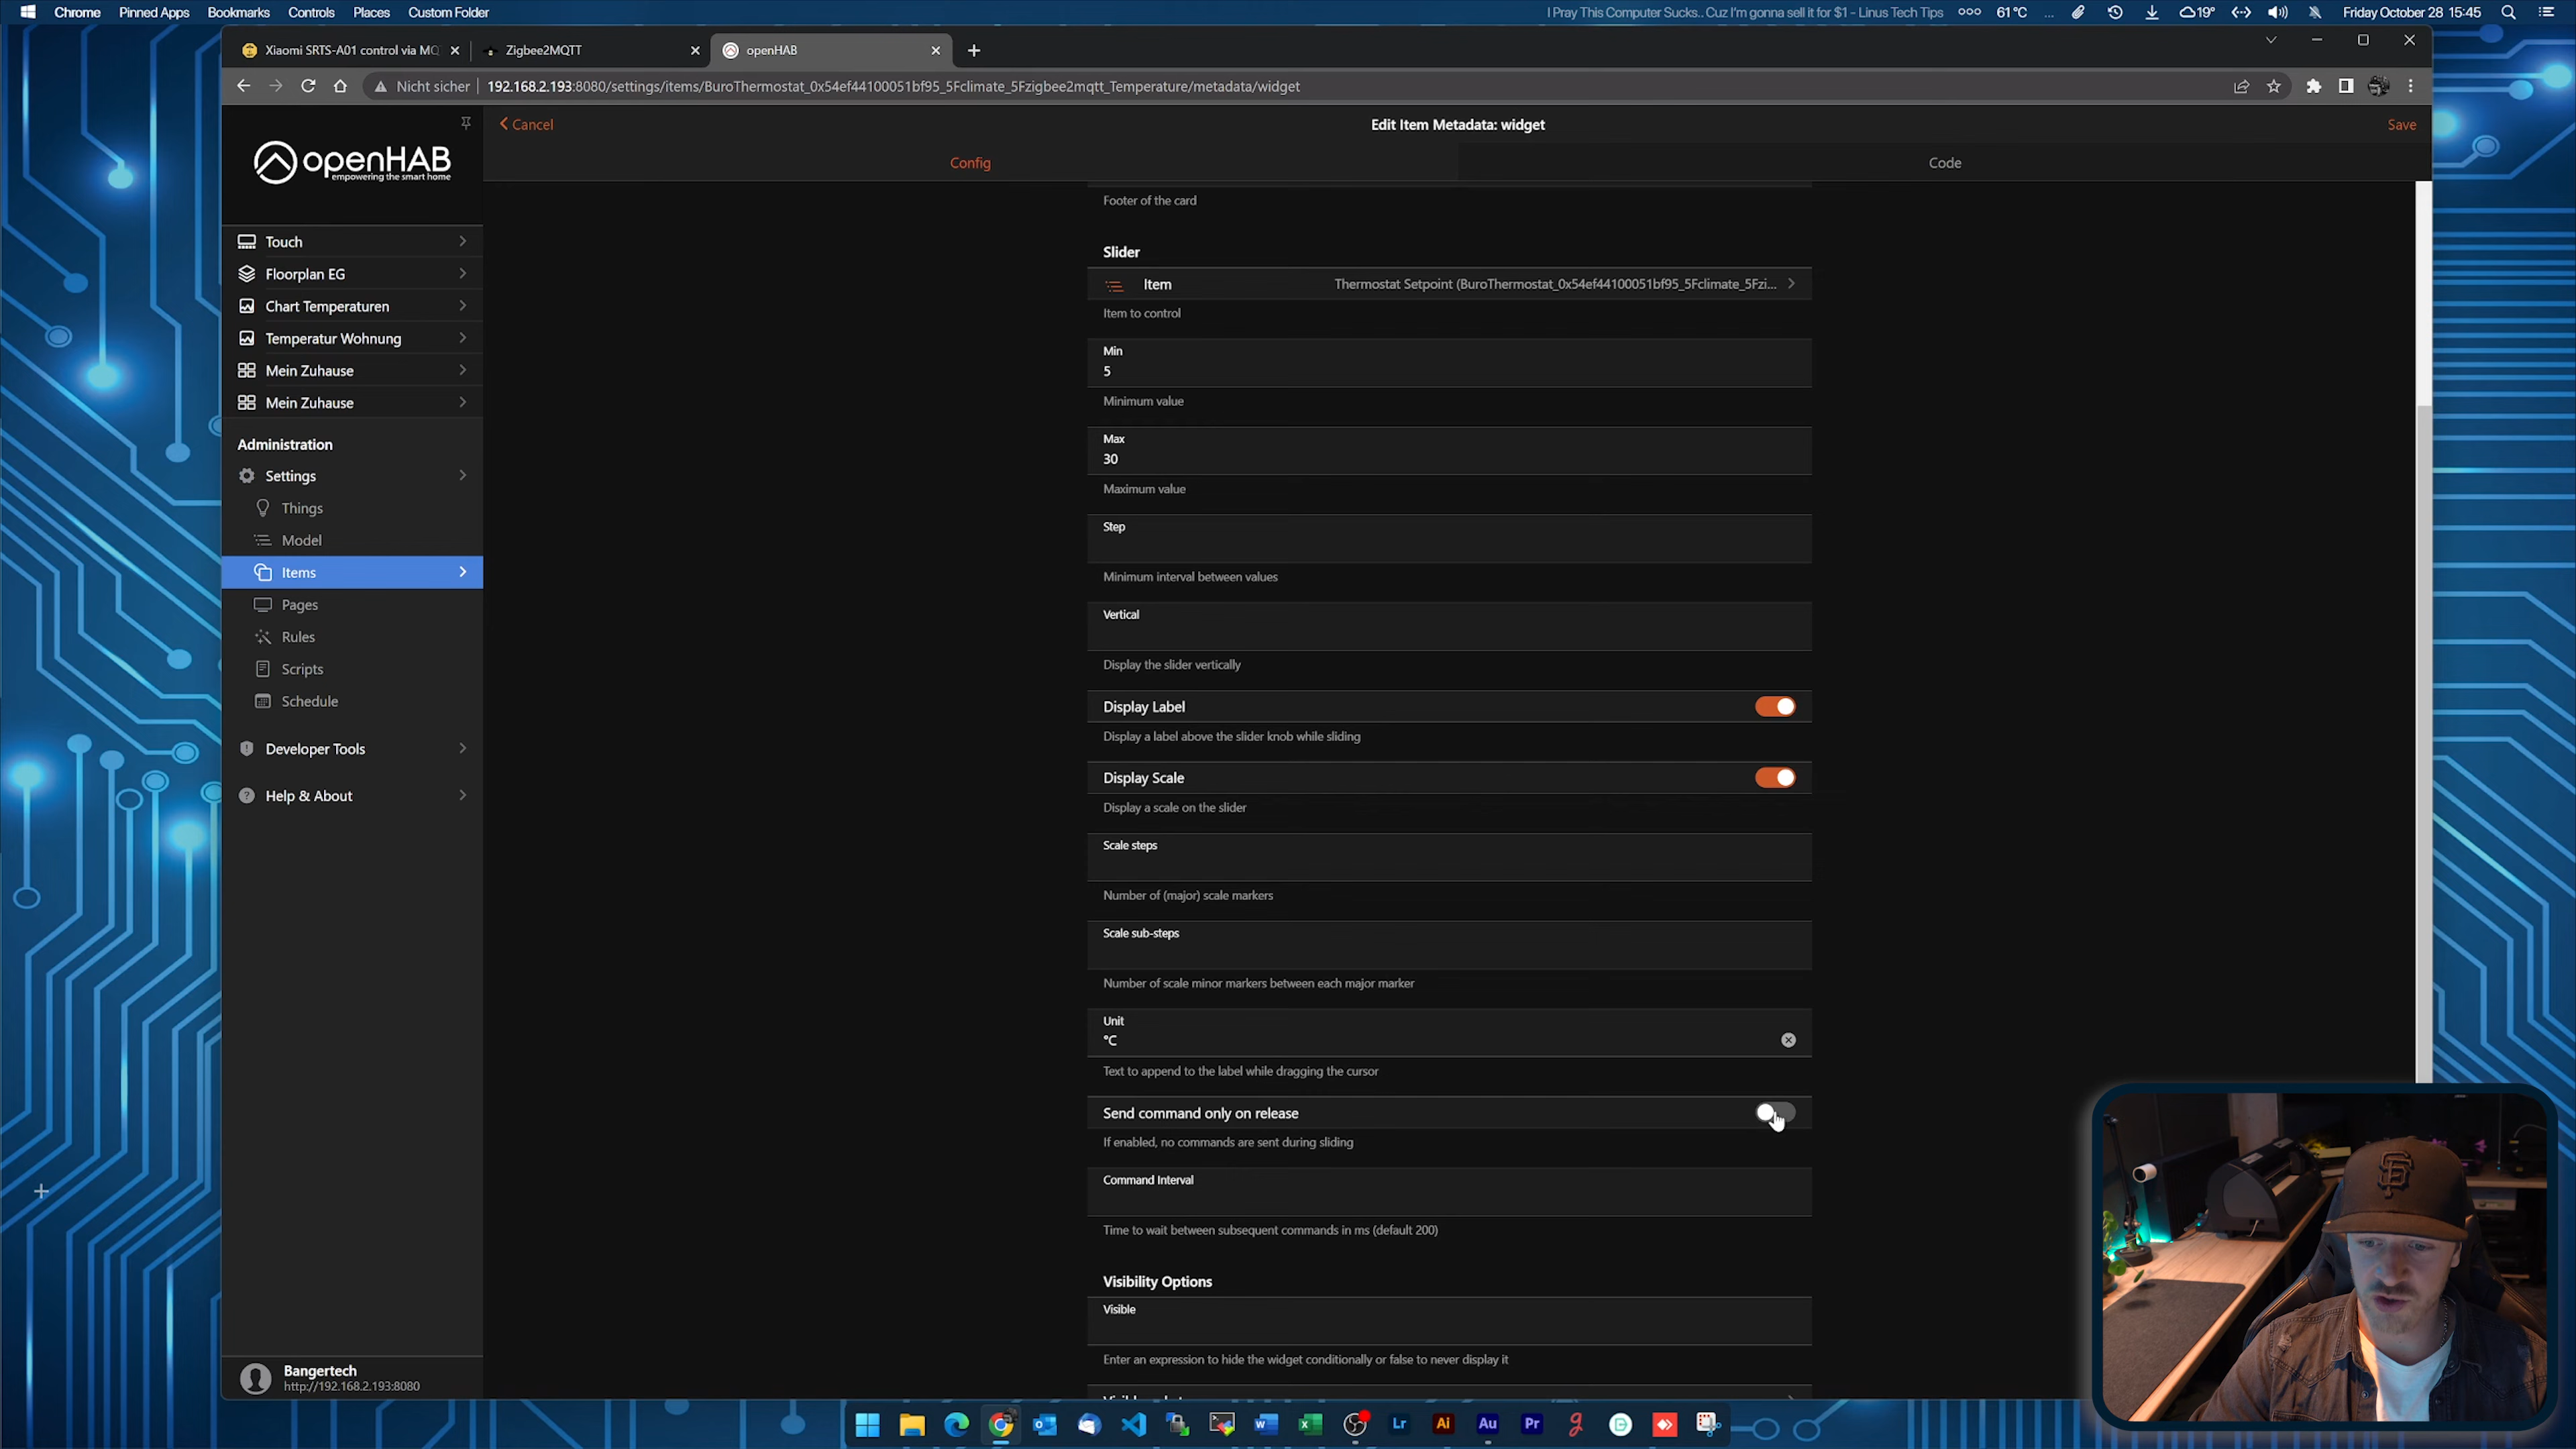 Chrome Pinned Apps Bookmarks Controls Places Custom Folder
I Pray This Computer Sucks.. Cuz I'm gonna sell it for $1 - Linus Tech Tips 61°C ... 19° Friday October 28 15:45
Xiaomi SRTS-A01 control via MQ
Zigbee2MQTT
openHAB
Nicht sicher 192.168.2.193:8080/settings/items/BuroThermostat_0x54ef44100051bf95_5Fclimate_5Fzigbee2mqtt_Temperature/metadata/widget
Cancel
Edit Item Metadata: widget
Save
openHAB
empowering the smart home
Config
Code
Touch
Floorplan EG
Chart Temperaturen
Temperatur Wohnung
Mein Zuhause
Mein Zuhause
Administration
Settings
Things
Model
Items
Pages
Rules
Scripts
Schedule
Developer Tools
Help & About
Bangertech
http://192.168.2.193:8080
Footer of the card
Slider
Item Thermostat Setpoint (BuroThermostat_0x54ef44100051bf95_5Fclimate_5Fzi...
Item to control
Min
5
Minimum value
Max
30
Maximum value
Step
Minimum interval between values
Vertical
Display the slider vertically
Display Label
Display a label above the slider knob while sliding
Display Scale
Display a scale on the slider
Scale steps
Number of (major) scale markers
Scale sub-steps
Number of scale minor markers between each major marker
Unit
°C
Text to append to the label while dragging the cursor
Send command only on release
If enabled, no commands are sent during sliding
Command Interval
Time to wait between subsequent commands in ms (default 200)
Visibility Options
Visible
Enter an expression to hide the widget conditionally or false to never display it
Lr Ai Au Pr